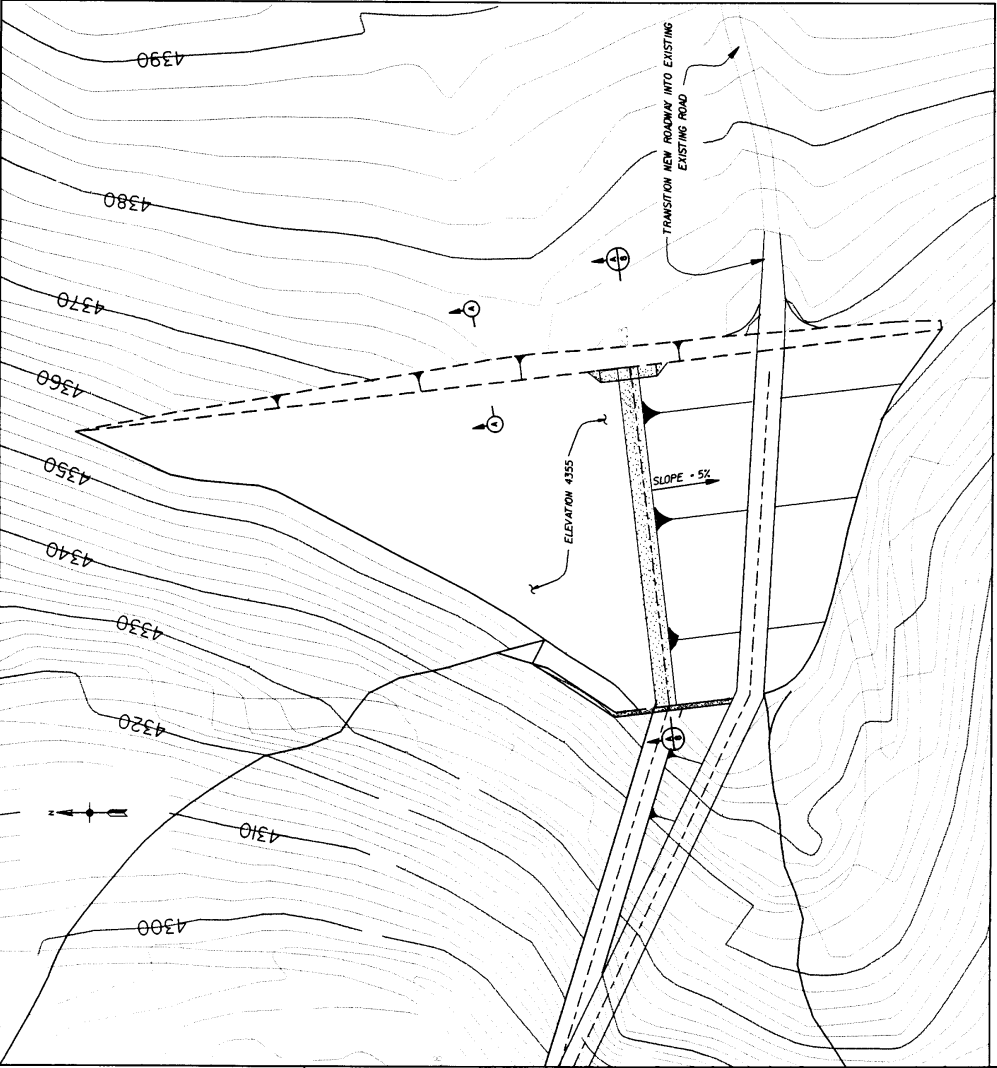 4390
4380
4370
4360
4350
4340
4330
4320
4310
4300
TRANSITION NEW ROADWAY INTO EXISTING
EXISTING ROAD
ELEVATION 4355
SLOPE = 5%
A
B
A
A
A
B
N